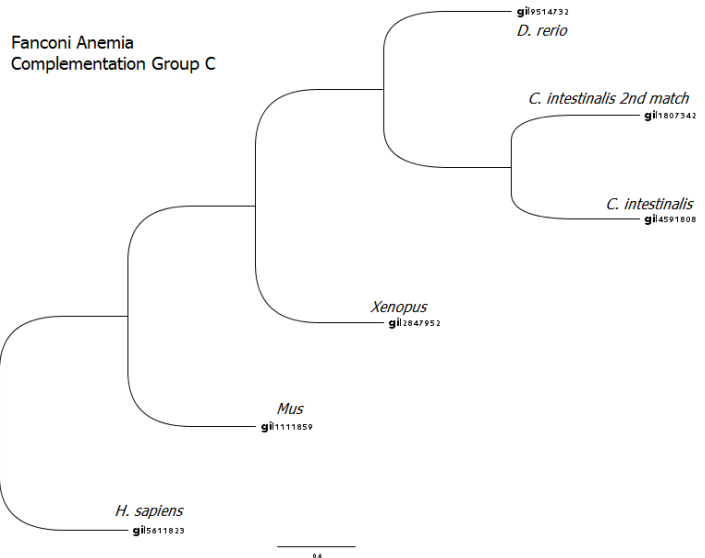 Fanconi Anemia
Complementation Group C
gi|9514732
D. rerio
C. intestinalis 2nd match
gi|1807342
C. intestinalis
gi|4591808
Xenopus
gi|2847952
Mus
gi|1111859
H. sapiens
gi|5611823
0.6